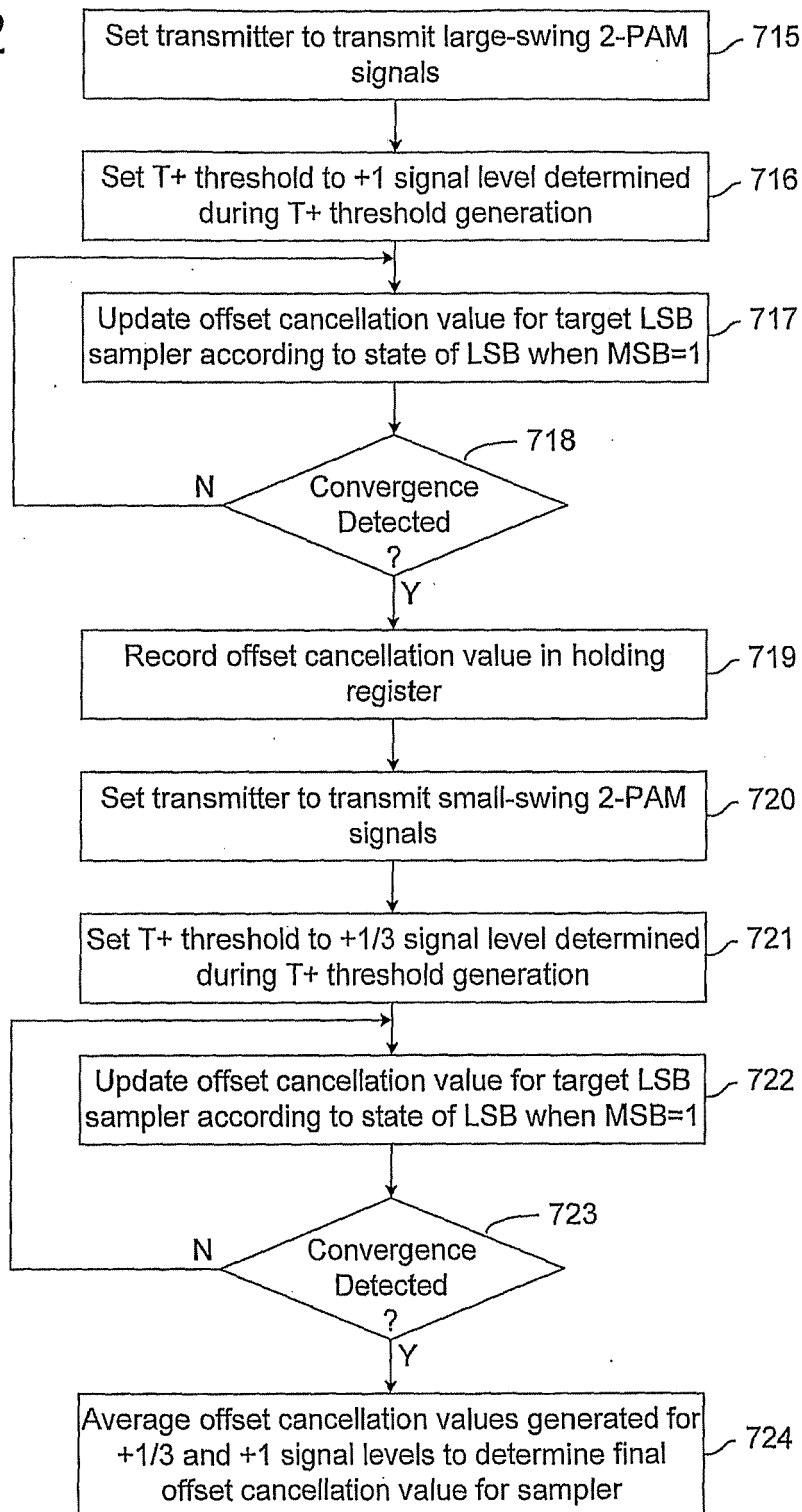 2
Set transmitter to transmit large-swing 2-PAM
signals
715
Set T+ threshold to +1 signal level determined
during T+ threshold generation
716
Update offset cancellation value for target LSB
sampler according to state of LSB when MSB=1
717
718
Convergence
Detected
?
N
Y
Record offset cancellation value in holding
register
719
Set transmitter to transmit small-swing 2-PAM
signals
720
Set T+ threshold to +1/3 signal level determined
during T+ threshold generation
721
Update offset cancellation value for target LSB
sampler according to state of LSB when MSB=1
722
723
Convergence
Detected
?
N
Y
Average offset cancellation values generated for
+1/3 and +1 signal levels to determine final
offset cancellation value for sampler
724